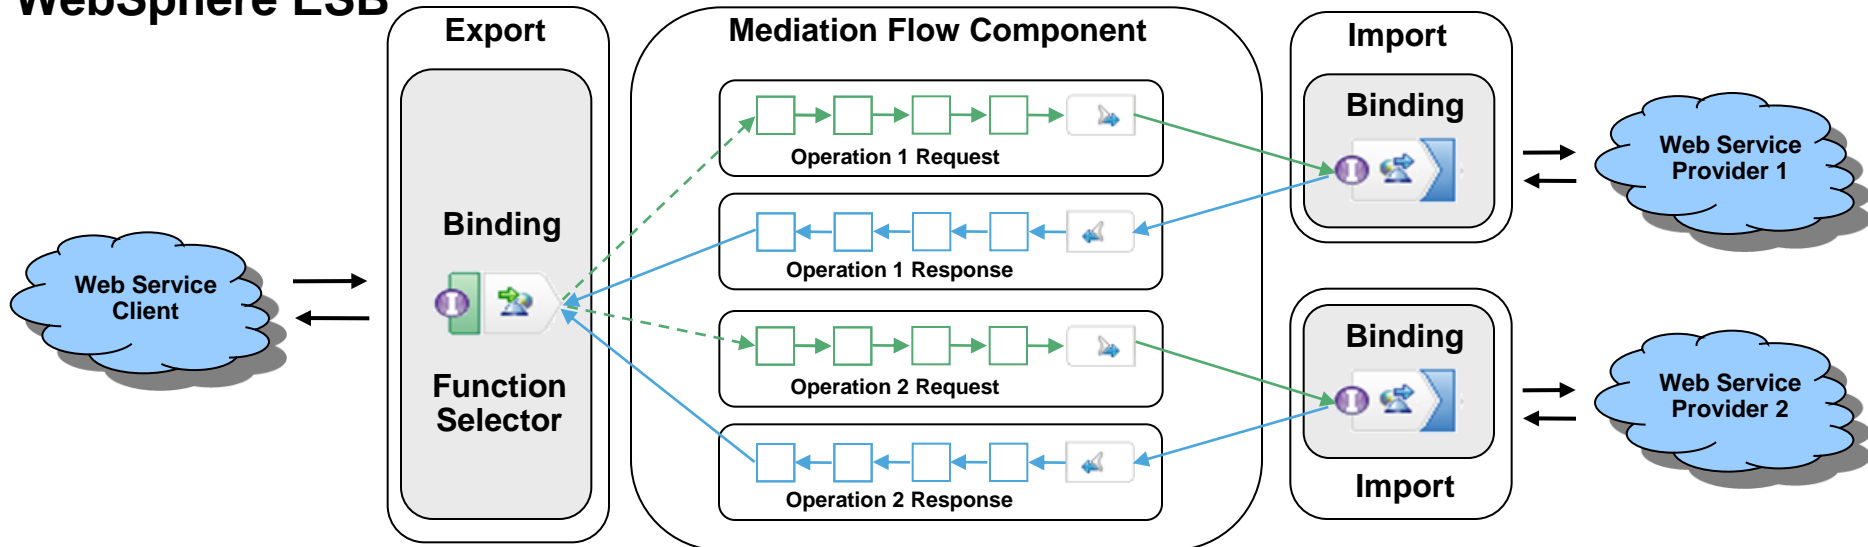 WebSphere ESB
Export
Mediation Flow Component
Import
Binding
Operation 1 Request
Web Service
Provider 1
Binding
Operation 1 Response
Web Service
Client
Function
Selector
Operation 2 Request
Binding
Web Service
Provider 2
Operation 2 Response
Import